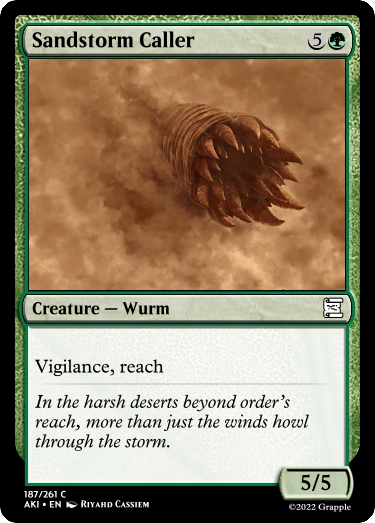 Sandstorm Caller 5
Creature — Wurm
Vigilance, reach
In the harsh deserts beyond order's
reach, more than just the winds howl
through the storm.
5/5
187/261 C
AKI • EN Riyahd Cassiem
©2022 Grapple